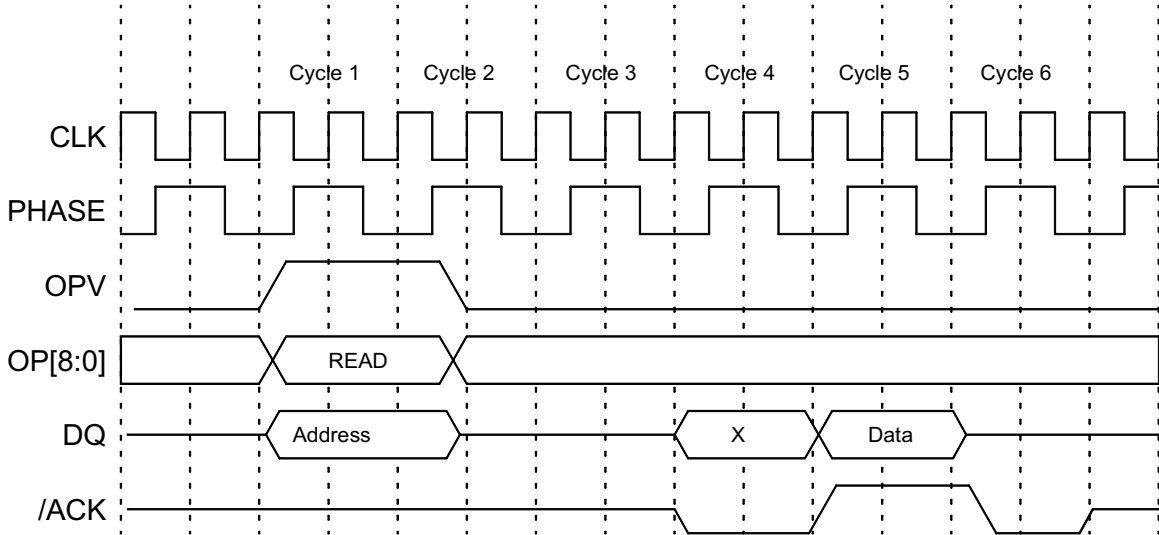 Cycle 1 Cycle 2 Cycle 3 Cycle 4 Cycle 5 Cycle 6
CLK
PHASE
OPV
OP[8:0] READ
DQ Address X Data
/ACK